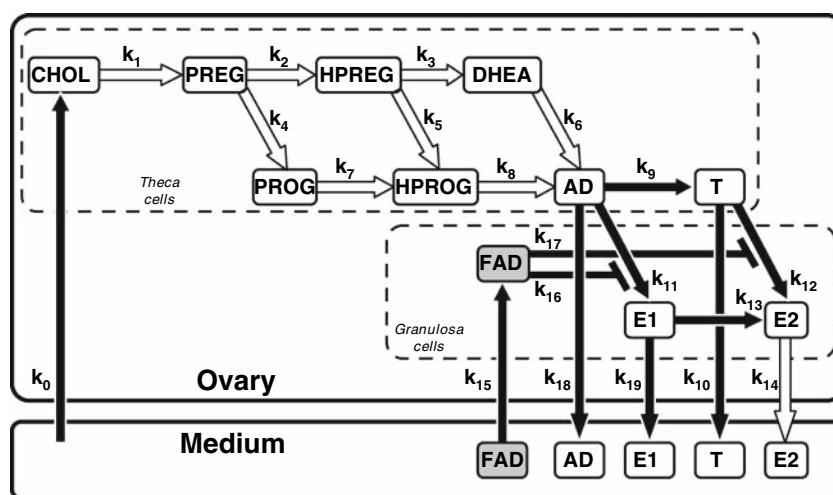 k1 k2 k3
CHOL PREG HPREG DHEA
k4 k5 k6
k7 k8 k9
Theca
cells
PROG HPROG AD T
k17
FAD
k16 k11 k12
k13
E1 E2
Granulosa
cells
k0 Ovary k15 k18 k19 k10 k14
Medium
FAD AD E1 T E2